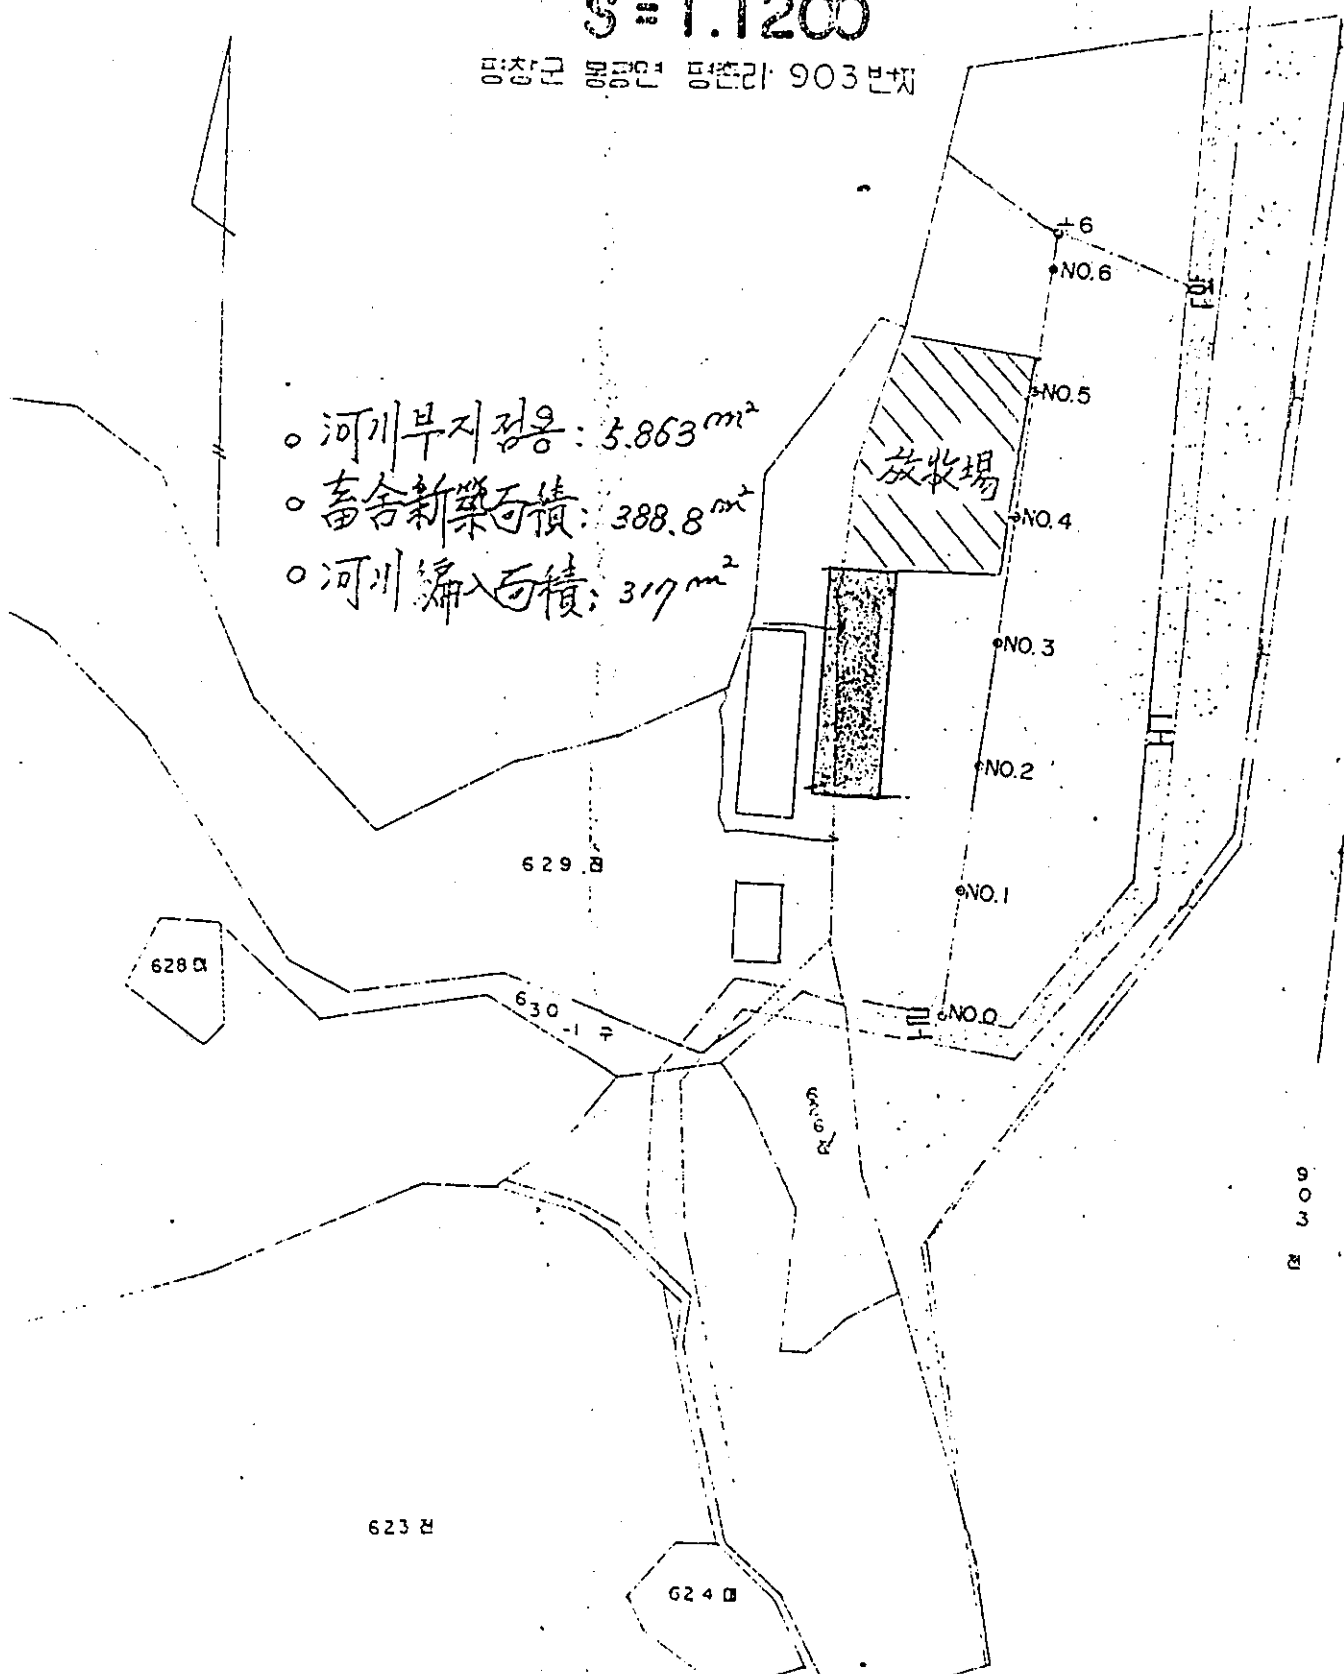 S = 1.1200
평창군 봉평면 평촌리 903번지
+6
NO.6
NO.5
◦ 河川부지점용: 5.863㎡
◦ 畜舍新築面積: 388.8㎡
◦ 河川編入面積: 317㎡
放牧場
NO.4
NO.3
NO.2
629.전
NO.1
628 대
630
-1 구
도
NO.0
626 전
903 전
623 전
624 대